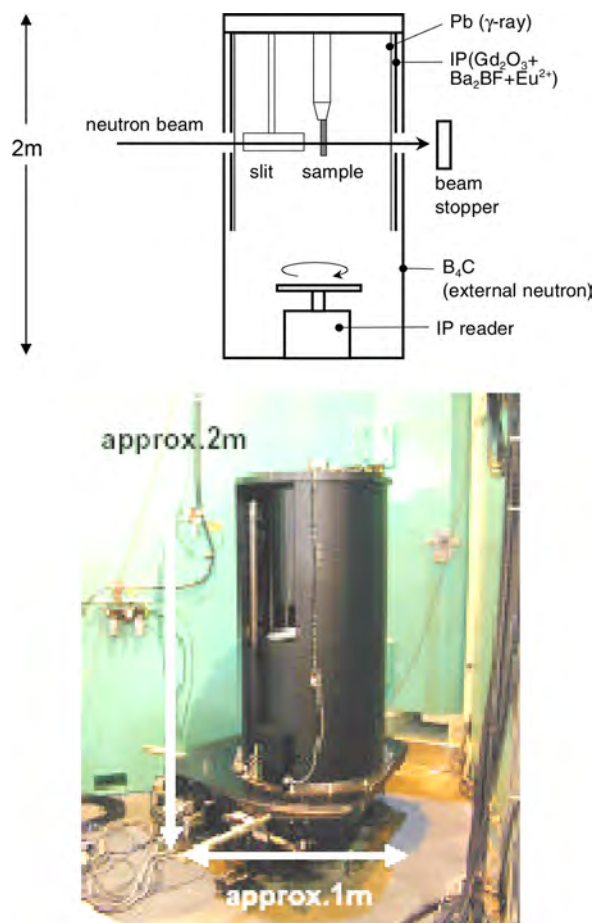 Pb (γ-ray)
IP(Gd₂O₃+
Ba₂BF+Eu²⁺)
neutron beam
2m
slit
sample
beam
stopper
B₄C
(external neutron)
IP reader
approx.2m
approx.1m